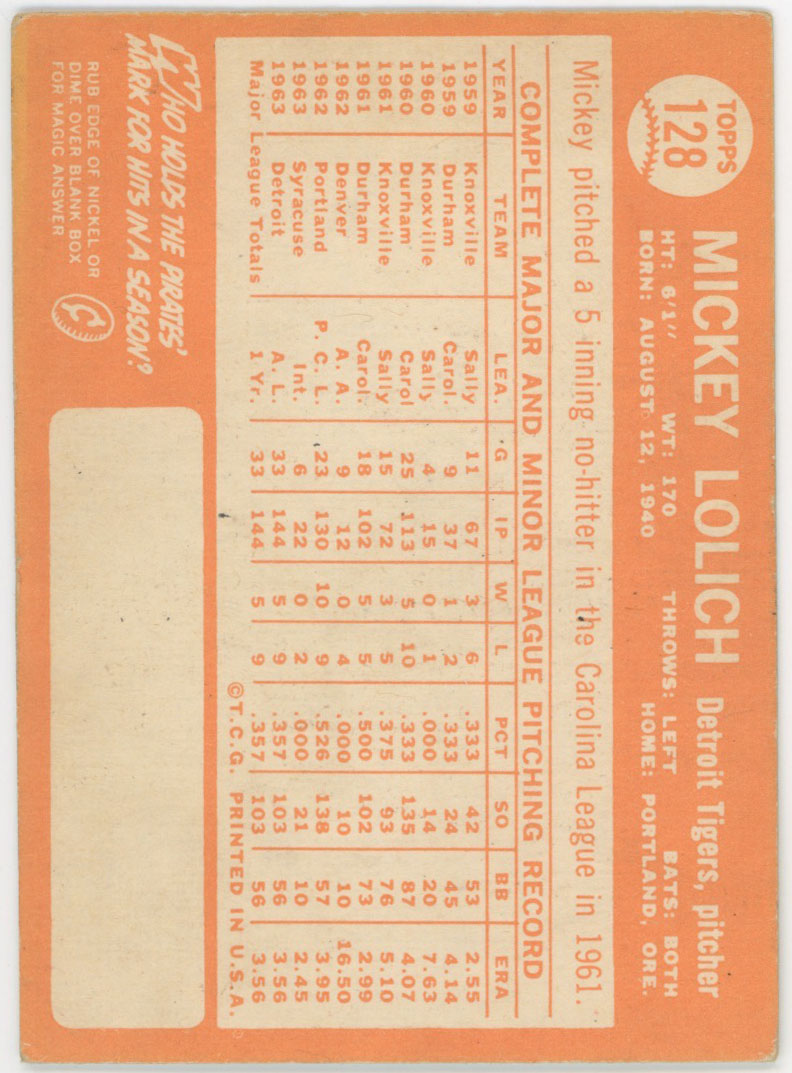 TOPPS
128
MICKEY LOLICH Detroit Tigers, pitcher
HT: 6'1" WT: 170 THROWS: LEFT BATS: BOTH
BORN: AUGUST 12, 1940 HOME: PORTLAND, ORE.
Mickey pitched a 5 inning no-hitter in the Carolina League in 1961.
COMPLETE MAJOR AND MINOR LEAGUE PITCHING RECORD
YEAR TEAM LEA. G IP W L PCT SO BB ERA
1959 Knoxville Sally 11 67 3 6 .333 42 53 2.55
1959 Durham Carol. 9 37 1 2 .333 24 45 4.14
1960 Knoxville Sally 4 15 0 1 .000 14 20 7.63
1960 Durham Carol 25 113 5 10 .333 135 87 4.07
1961 Knoxville Sally 15 72 3 5 .375 93 76 5.10
1961 Durham Carol. 18 102 5 5 .500 102 73 2.99
1962 Denver A. A. 9 12 0 4 .000 10 10 16.50
1962 Portland P. C. L. 23 130 10 9 .526 138 57 3.95
1963 Syracuse Int. 6 22 0 2 .000 21 10 2.45
1963 Detroit A. L. 33 144 5 9 .357 103 56 3.56
Major League Totals 1 Yr. 33 144 5 9 .357 103 56 3.56
©T.C.G. PRINTED IN U.S.A.
WHO HOLDS THE PIRATES'
MARK FOR HITS IN A SEASON?
RUB EDGE OF NICKEL OR
DIME OVER BLANK BOX
FOR MAGIC ANSWER